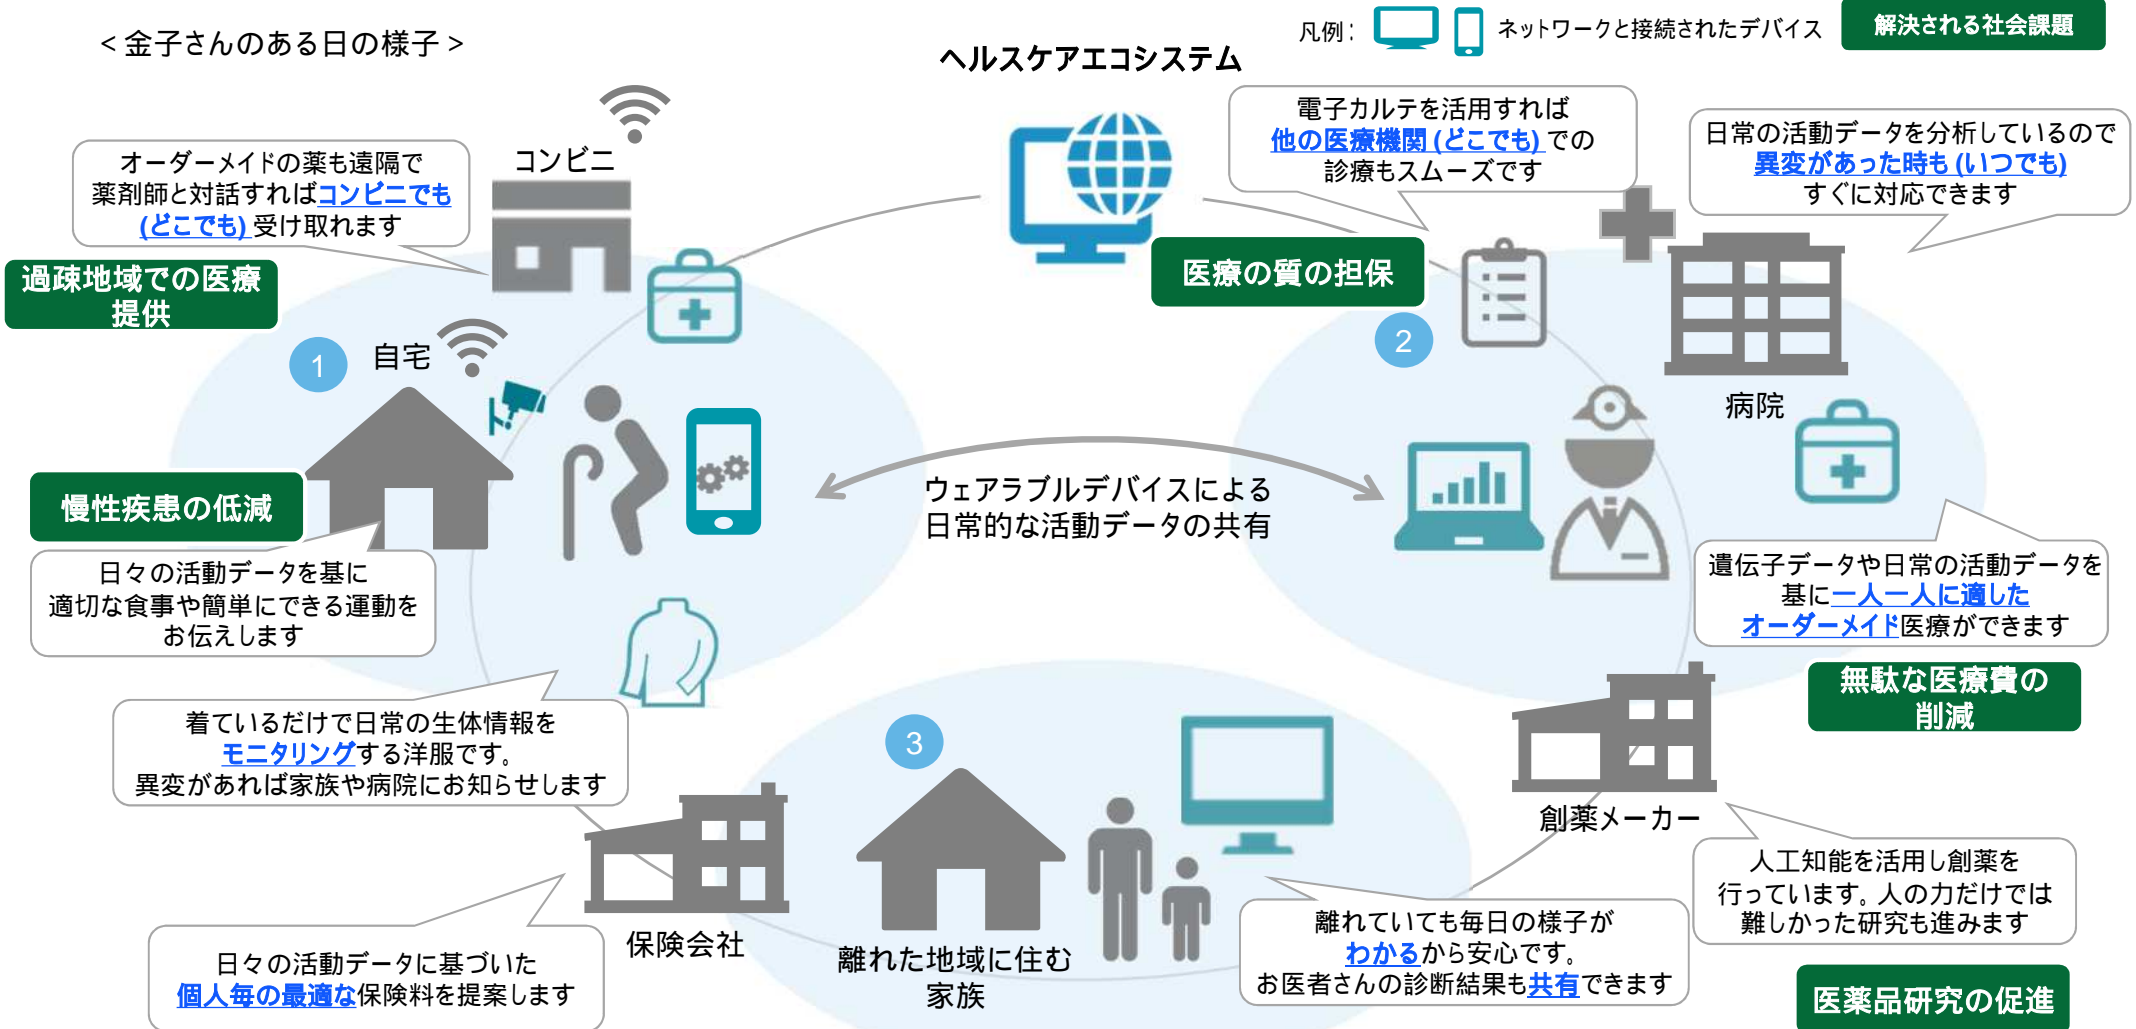 ＜金子さんのある日の様子＞
ヘルスケアエコシステム
凡例：
ネットワークと接続されたデバイス
解決される社会課題
オーダーメイドの薬も遠隔で
薬剤師と対話すればコンビニでも
(どこでも) 受け取れます
コンビニ
電子カルテを活用すれば
他の医療機関 (どこでも) での
診療もスムーズです
日常の活動データを分析しているので
異変があった時も (いつでも)
すぐに対応できます
過疎地域での医療
提供
医療の質の担保
1
自宅
2
病院
慢性疾患の低減
ウェアラブルデバイスによる
日常的な活動データの共有
日々の活動データを基に
適切な食事や簡単にできる運動を
お伝えします
遺伝子データや日常の活動データを
基に一人一人に適した
オーダーメイド医療ができます
無駄な医療費の
削減
着ているだけで日常の生体情報を
モニタリングする洋服です。
異変があれば家族や病院にお知らせします
3
創薬メーカー
人工知能を活用し創薬を
行っています。人の力だけでは
難しかった研究も進みます
保険会社
離れた地域に住む
家族
離れていても毎日の様子が
わかるから安心です。
お医者さんの診断結果も共有できます
日々の活動データに基づいた
個人毎の最適な保険料を提案します
医薬品研究の促進